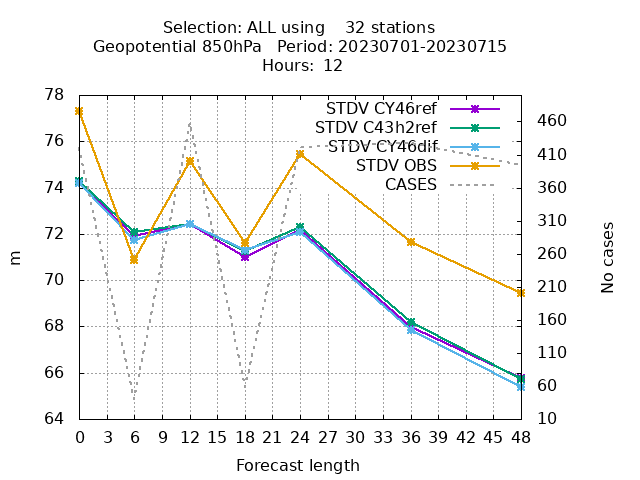 Selection: ALL using    32 stations
Geopotential 850hPa   Period: 20230701-20230715
Hours:  12
STDV CY46ref
STDV C43h2ref
STDV CY46dif
STDV OBS
CASES
78
76
74
72
70
68
66
64
m
460
410
360
310
260
210
160
110
60
10
No cases
0 3 6 9 12 15 18 21 24 27 30 33 36 39 42 45 48
Forecast length